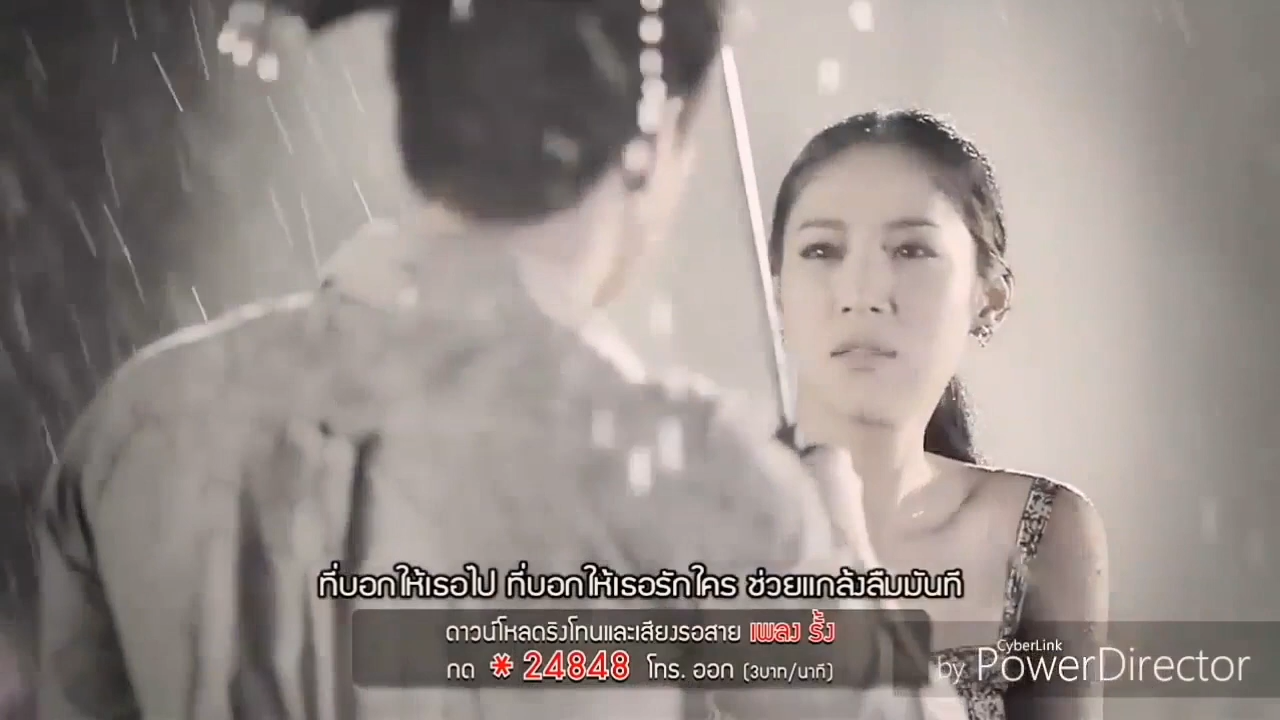 ที่บอกให้เธอไป ที่บอกให้เธอรักใคร ช่วยแกล้งลืมมันที
ดาวน์โหลดริงโทนและเสียงรอสาย เพลง รั้ง
กด * 24848 โทร. ออก (3บาท/นาที)
CyberLink
by PowerDirector